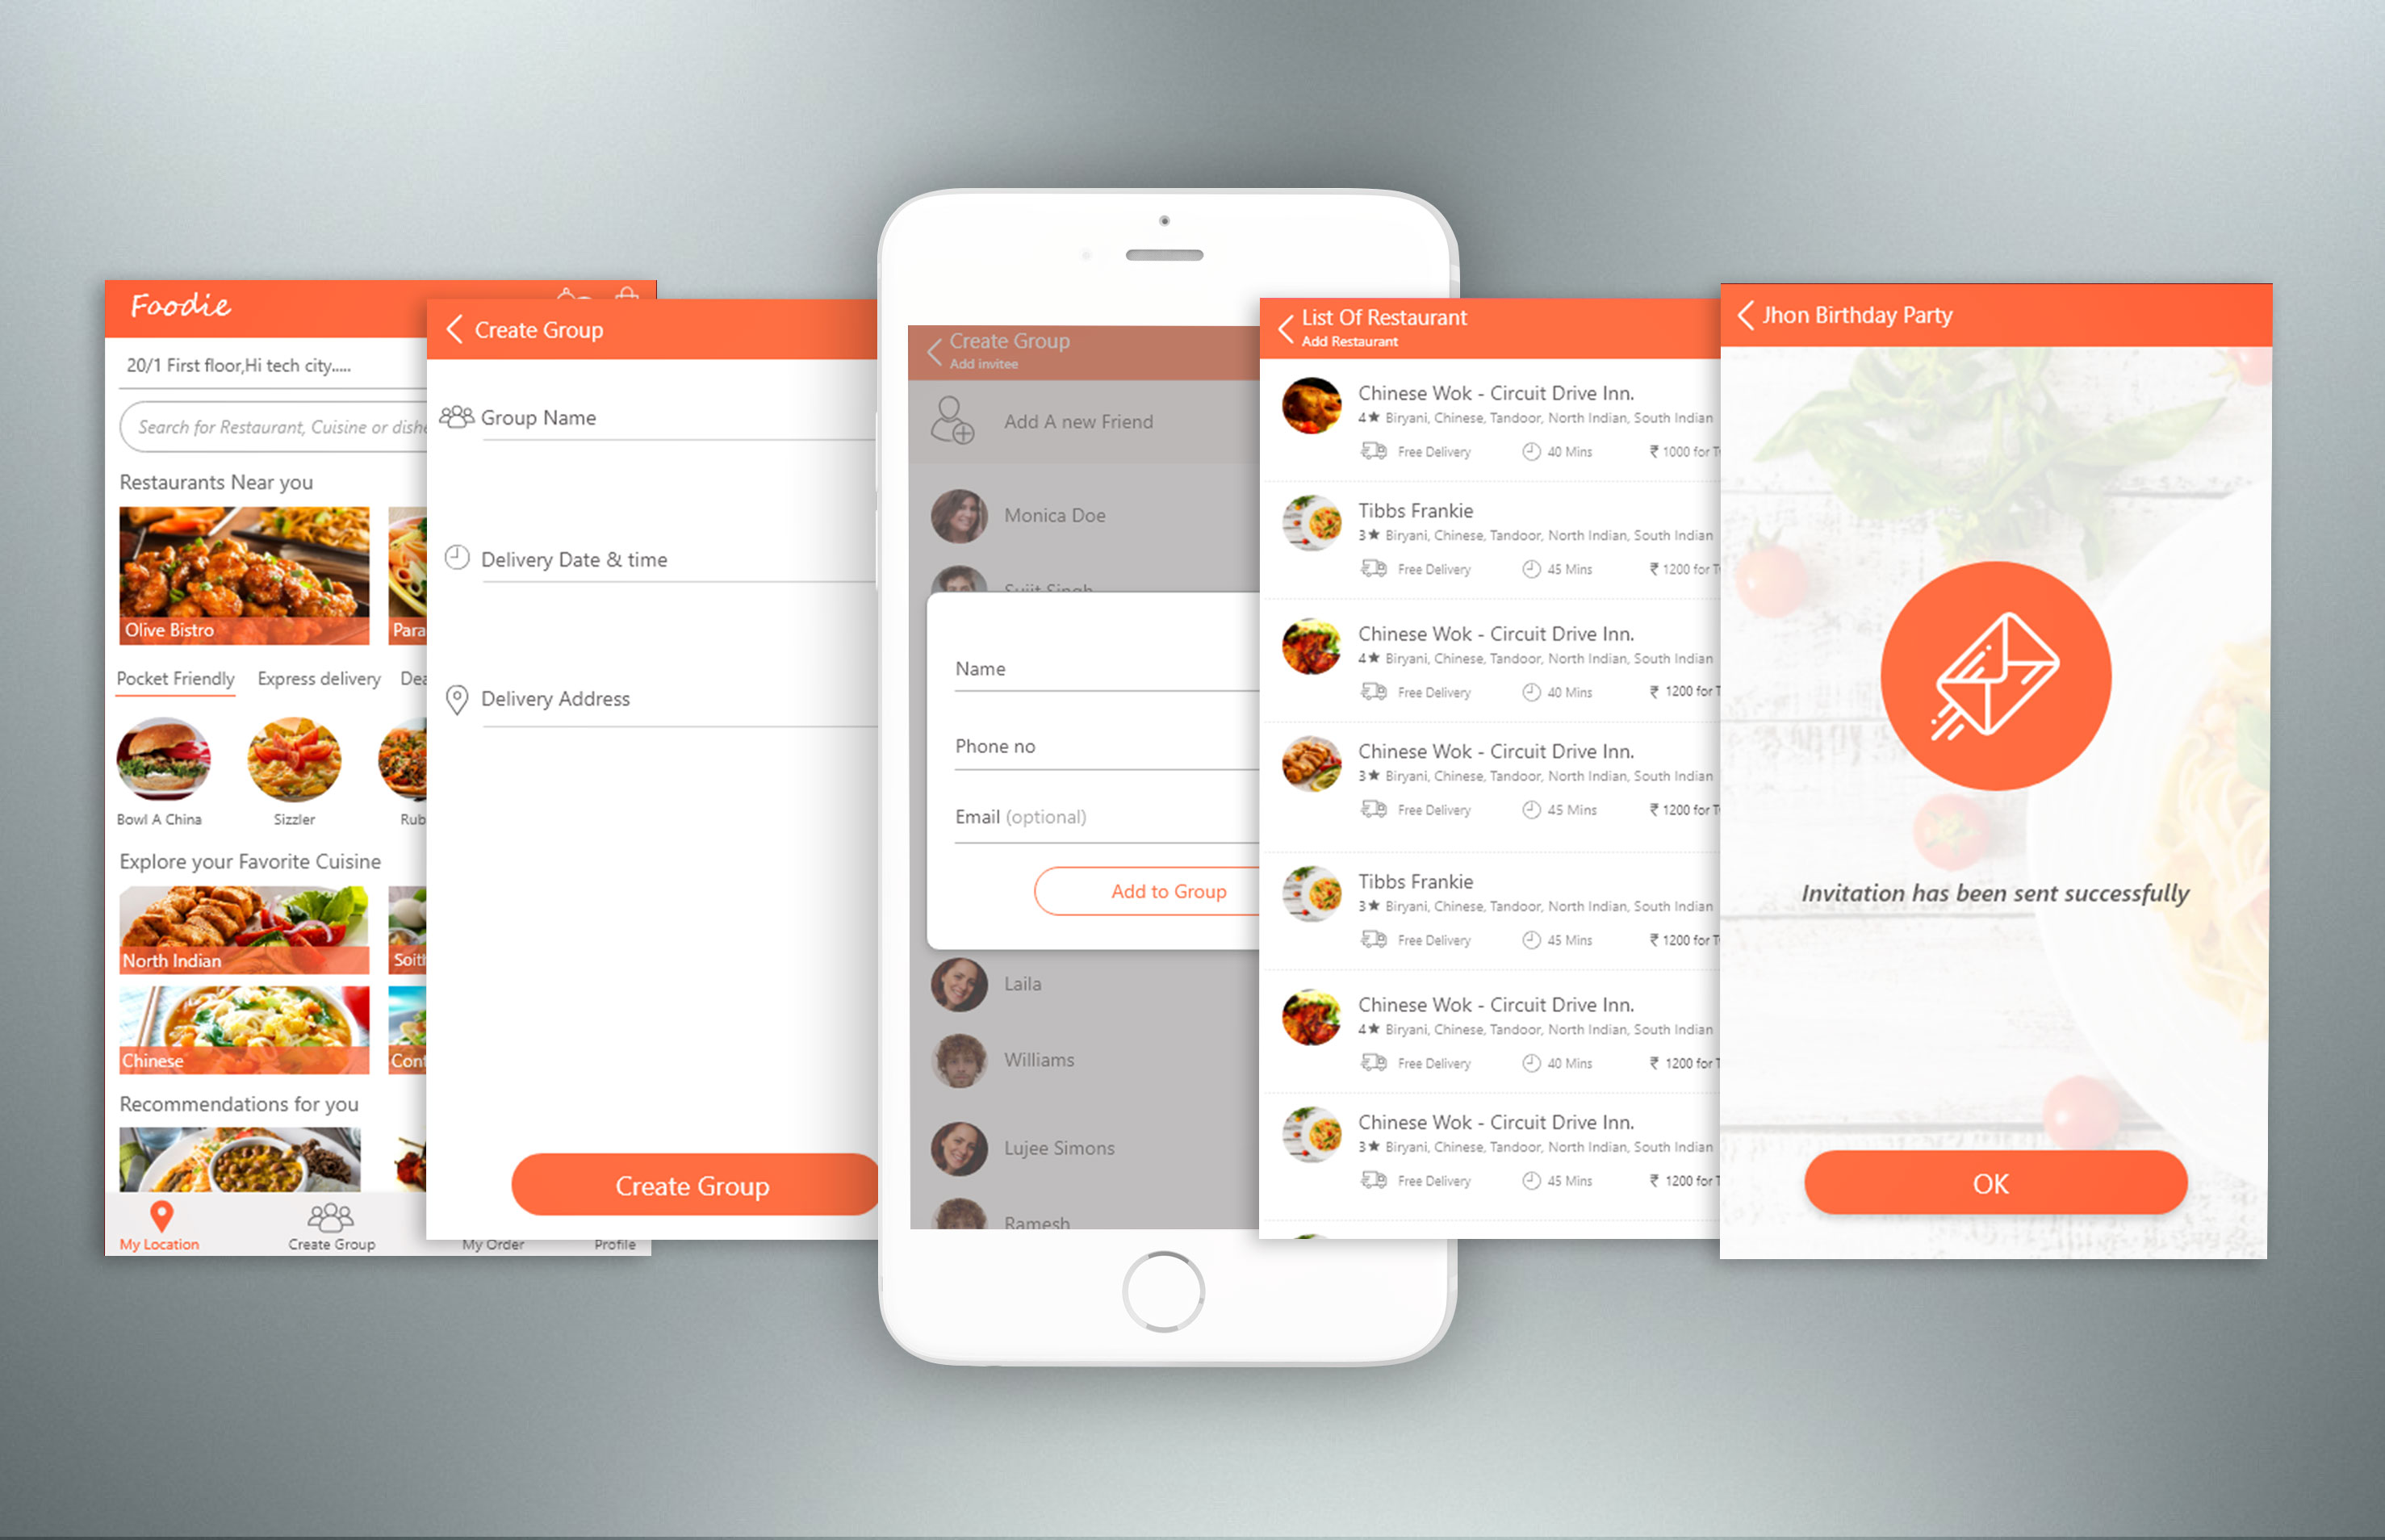 Foodie
20/1 First floor,Hi tech city.....
Search for Restaurant, Cuisine or dishe
Restaurants Near you
Olive Bistro
Para
Pocket Friendly
Express delivery
Dea
Bowl A China
Sizzler
Rub
Explore your Favorite Cuisine
North Indian
Soith
Chinese
Cont
Recommendations for you
My Location
Create Group
My Order
Profile
Create Group
Group Name
Delivery Date & time
Delivery Address
Create Group
Create Group
Add invitee
Add A new Friend
Monica Doe
Sujit Singh
Name
Phone no
Email (optional)
Add to Group
Laila
Williams
Lujee Simons
Ramesh
List Of Restaurant
Add Restaurant
Chinese Wok - Circuit Drive Inn.
4★ Biryani, Chinese, Tandoor, North Indian, South Indian
Free Delivery 40 Mins ₹ 1000 for T
Tibbs Frankie
3★ Biryani, Chinese, Tandoor, North Indian, South Indian
Free Delivery 45 Mins ₹ 1200 for T
Chinese Wok - Circuit Drive Inn.
4★ Biryani, Chinese, Tandoor, North Indian, South Indian
Free Delivery 40 Mins ₹ 1200 for T
Chinese Wok - Circuit Drive Inn.
3★ Biryani, Chinese, Tandoor, North Indian, South Indian
Free Delivery 45 Mins ₹ 1200 for T
Tibbs Frankie
3★ Biryani, Chinese, Tandoor, North Indian, South Indian
Free Delivery 45 Mins ₹ 1200 for T
Chinese Wok - Circuit Drive Inn.
4★ Biryani, Chinese, Tandoor, North Indian, South Indian
Free Delivery 40 Mins ₹ 1200 for T
Chinese Wok - Circuit Drive Inn.
3★ Biryani, Chinese, Tandoor, North Indian, South Indian
Free Delivery 45 Mins ₹ 1200 for T
Jhon Birthday Party
Invitation has been sent successfully
OK